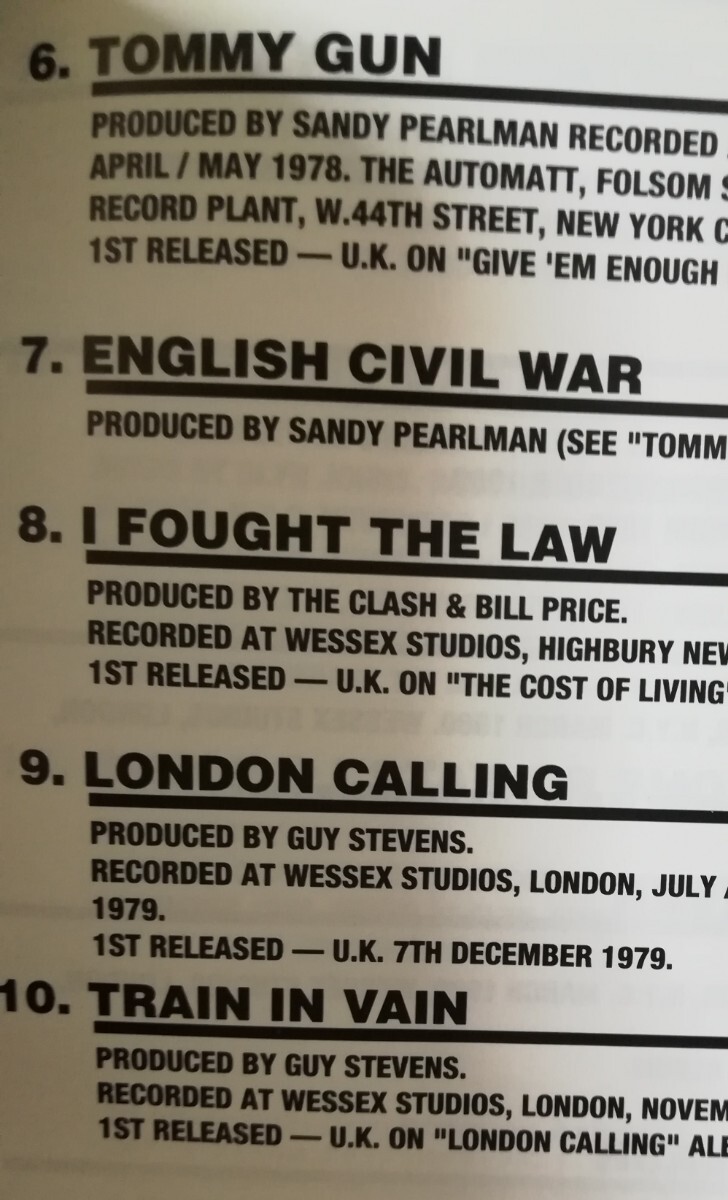 6. TOMMY GUN
PRODUCED BY SANDY PEARLMAN RECORDED
APRIL / MAY 1978. THE AUTOMATT, FOLSOM
RECORD PLANT, W.44TH STREET, NEW YORK
1ST RELEASED — U.K. ON "GIVE 'EM ENOUGH
7. ENGLISH CIVIL WAR
PRODUCED BY SANDY PEARLMAN (SEE "TOMM
8. I FOUGHT THE LAW
PRODUCED BY THE CLASH & BILL PRICE.
RECORDED AT WESSEX STUDIOS, HIGHBURY NEW
1ST RELEASED — U.K. ON "THE COST OF LIVING"
9. LONDON CALLING
PRODUCED BY GUY STEVENS.
RECORDED AT WESSEX STUDIOS, LONDON, JULY
1979.
1ST RELEASED — U.K. 7TH DECEMBER 1979.
10. TRAIN IN VAIN
PRODUCED BY GUY STEVENS.
RECORDED AT WESSEX STUDIOS, LONDON, NOVEM
1ST RELEASED — U.K. ON "LONDON CALLING" ALB